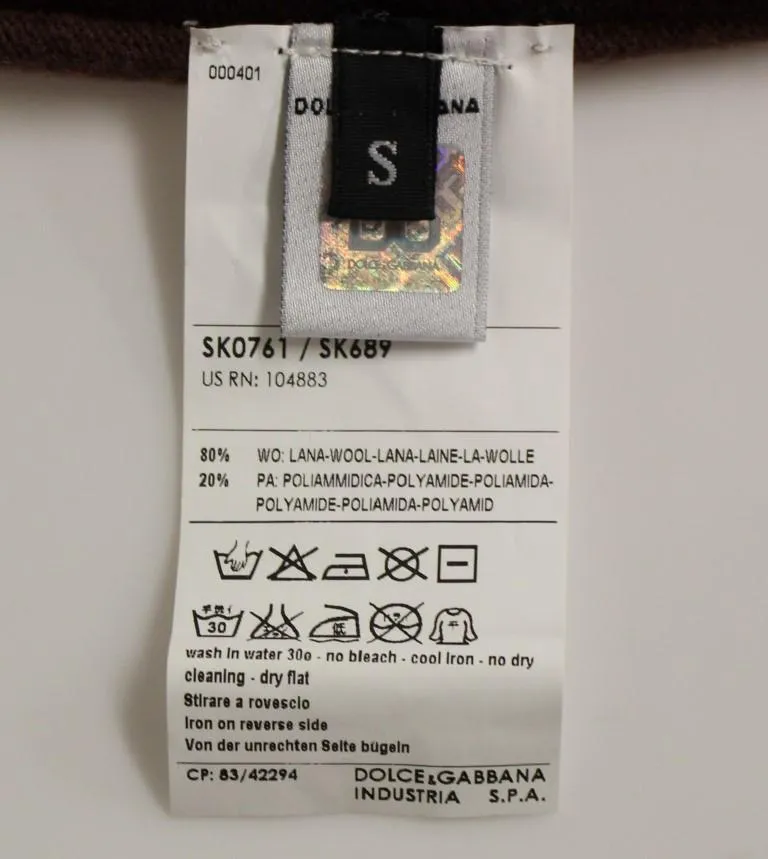 000401
S
DOLCE&GABBANA
SK0761 / SK689
US RN: 104883
80% WO: LANA-WOOL-LANA-LAINE-LA-WOLLE
20% PA: POLIAMMIDICA-POLYAMIDE-POLIAMIDA-
POLYAMIDE-POLIAMIDA-POLYAMID
30
低
wash in water 30o - no bleach - cool iron - no dry
cleaning - dry flat
Stirare a rovescio
Iron on reverse side
Von der unrechten Seite bügeln
CP: 83/42294
DOLCE&GABBANA
INDUSTRIA S.P.A.